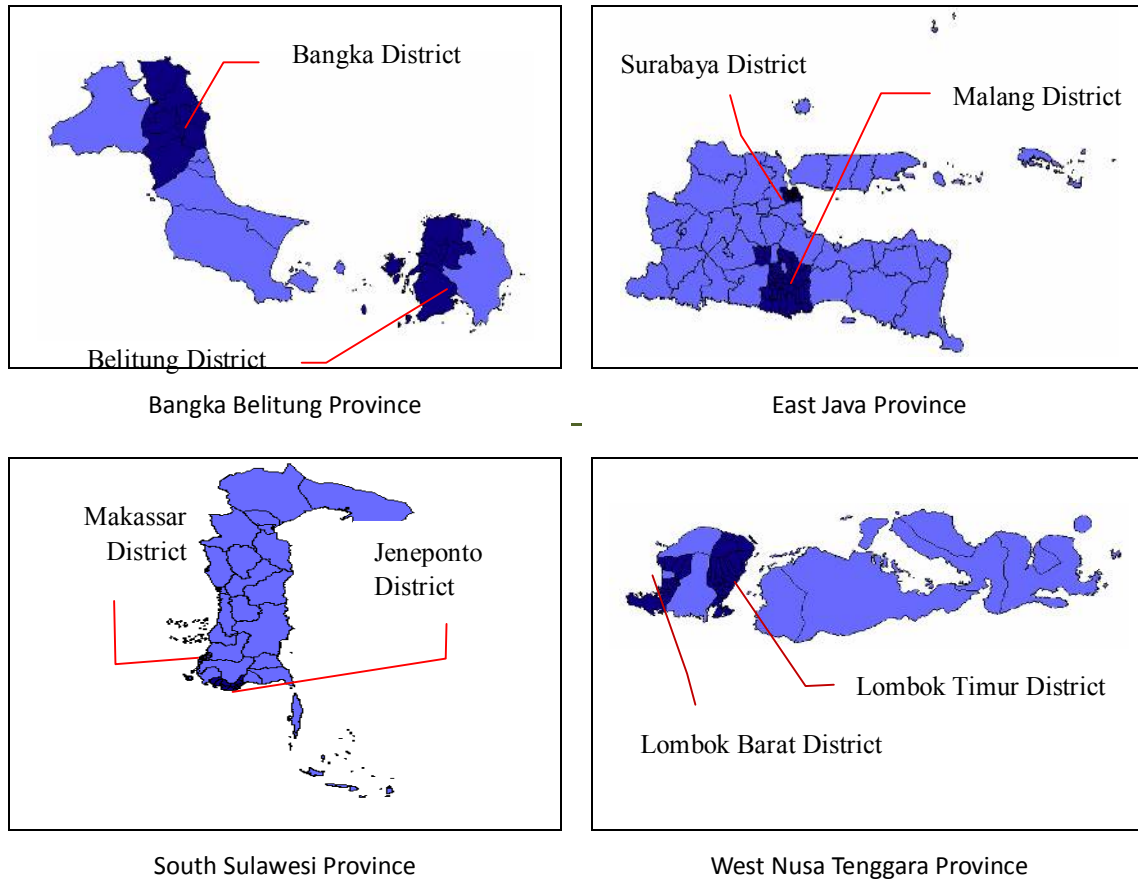 Bangka District
Belitung District
Bangka Belitung Province
Surabaya District
Malang District
East Java Province
Makassar
District
Jeneponto
District
South Sulawesi Province
Lombok Timur District
Lombok Barat District
West Nusa Tenggara Province